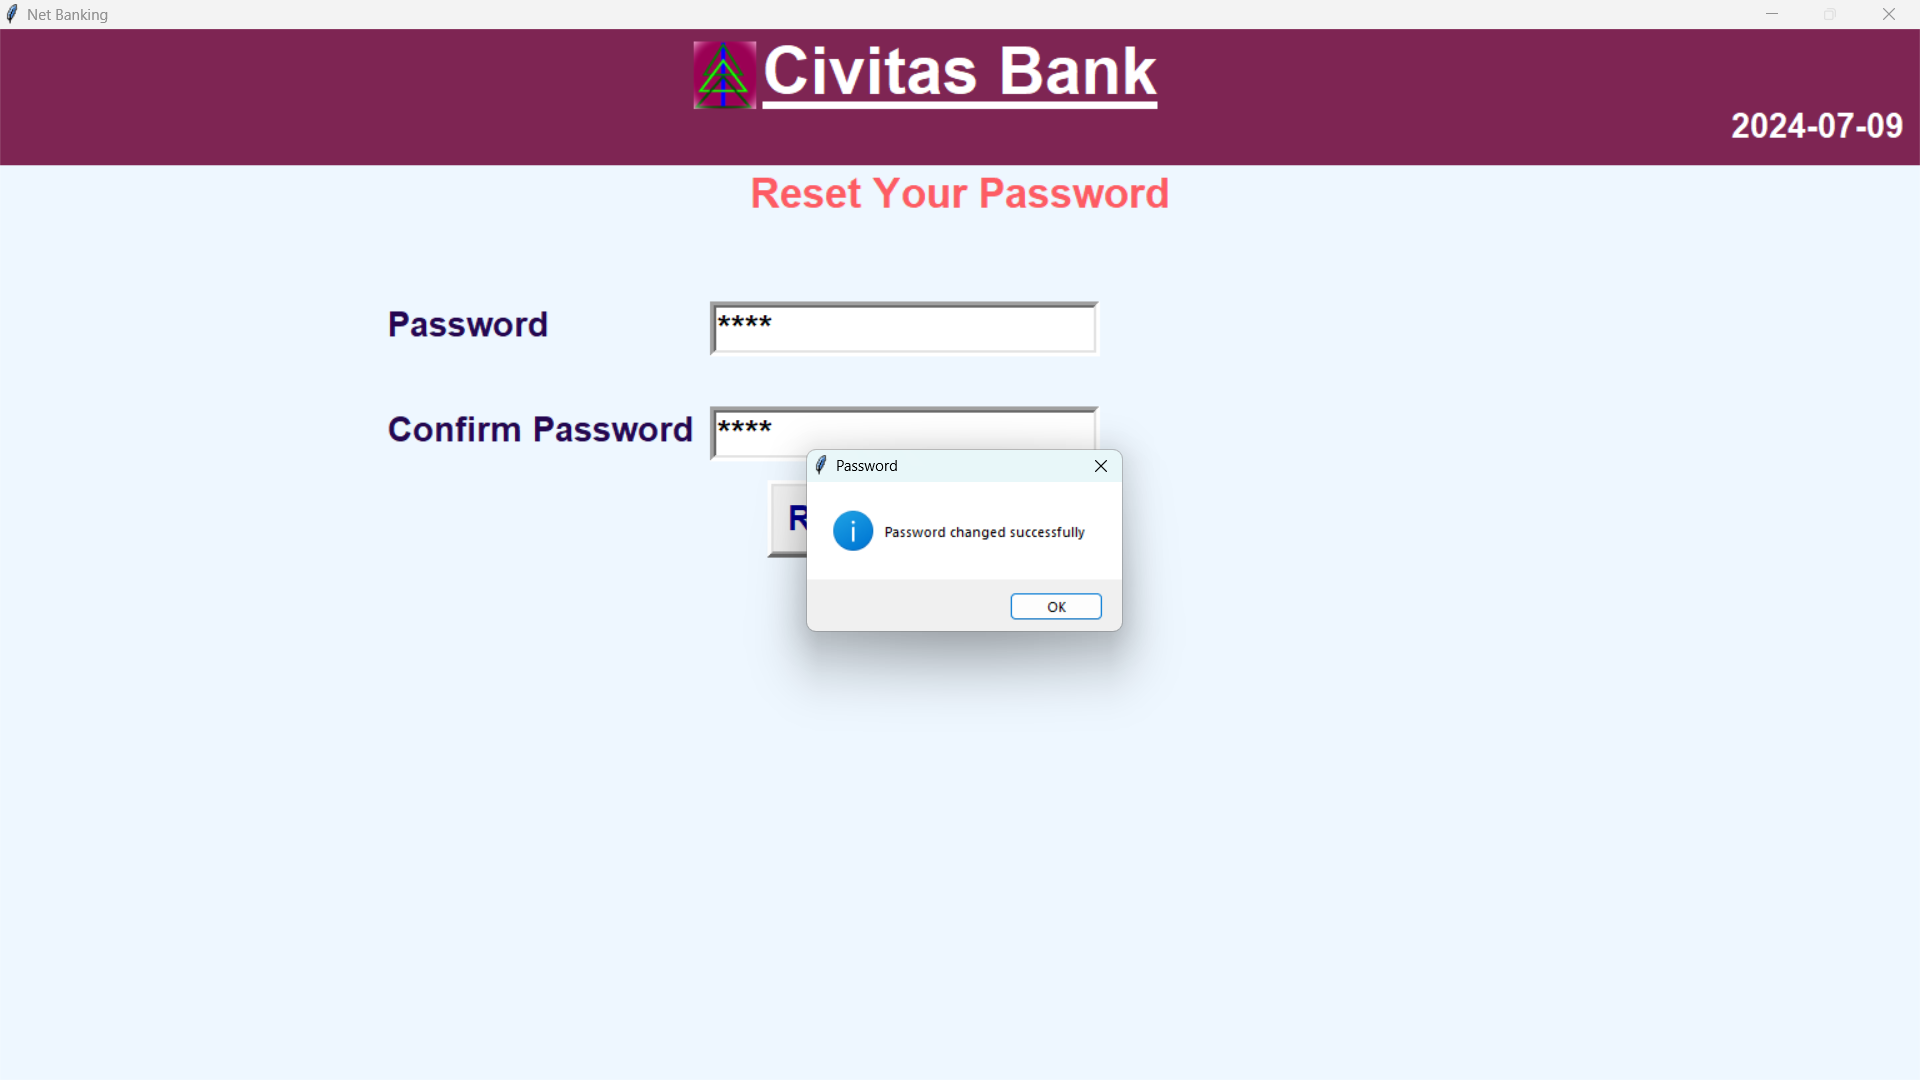 Net Banking
Civitas Bank
2024-07-09
Reset Your Password
Password
****
Confirm Password
****
R
Password
Password changed successfully
OK